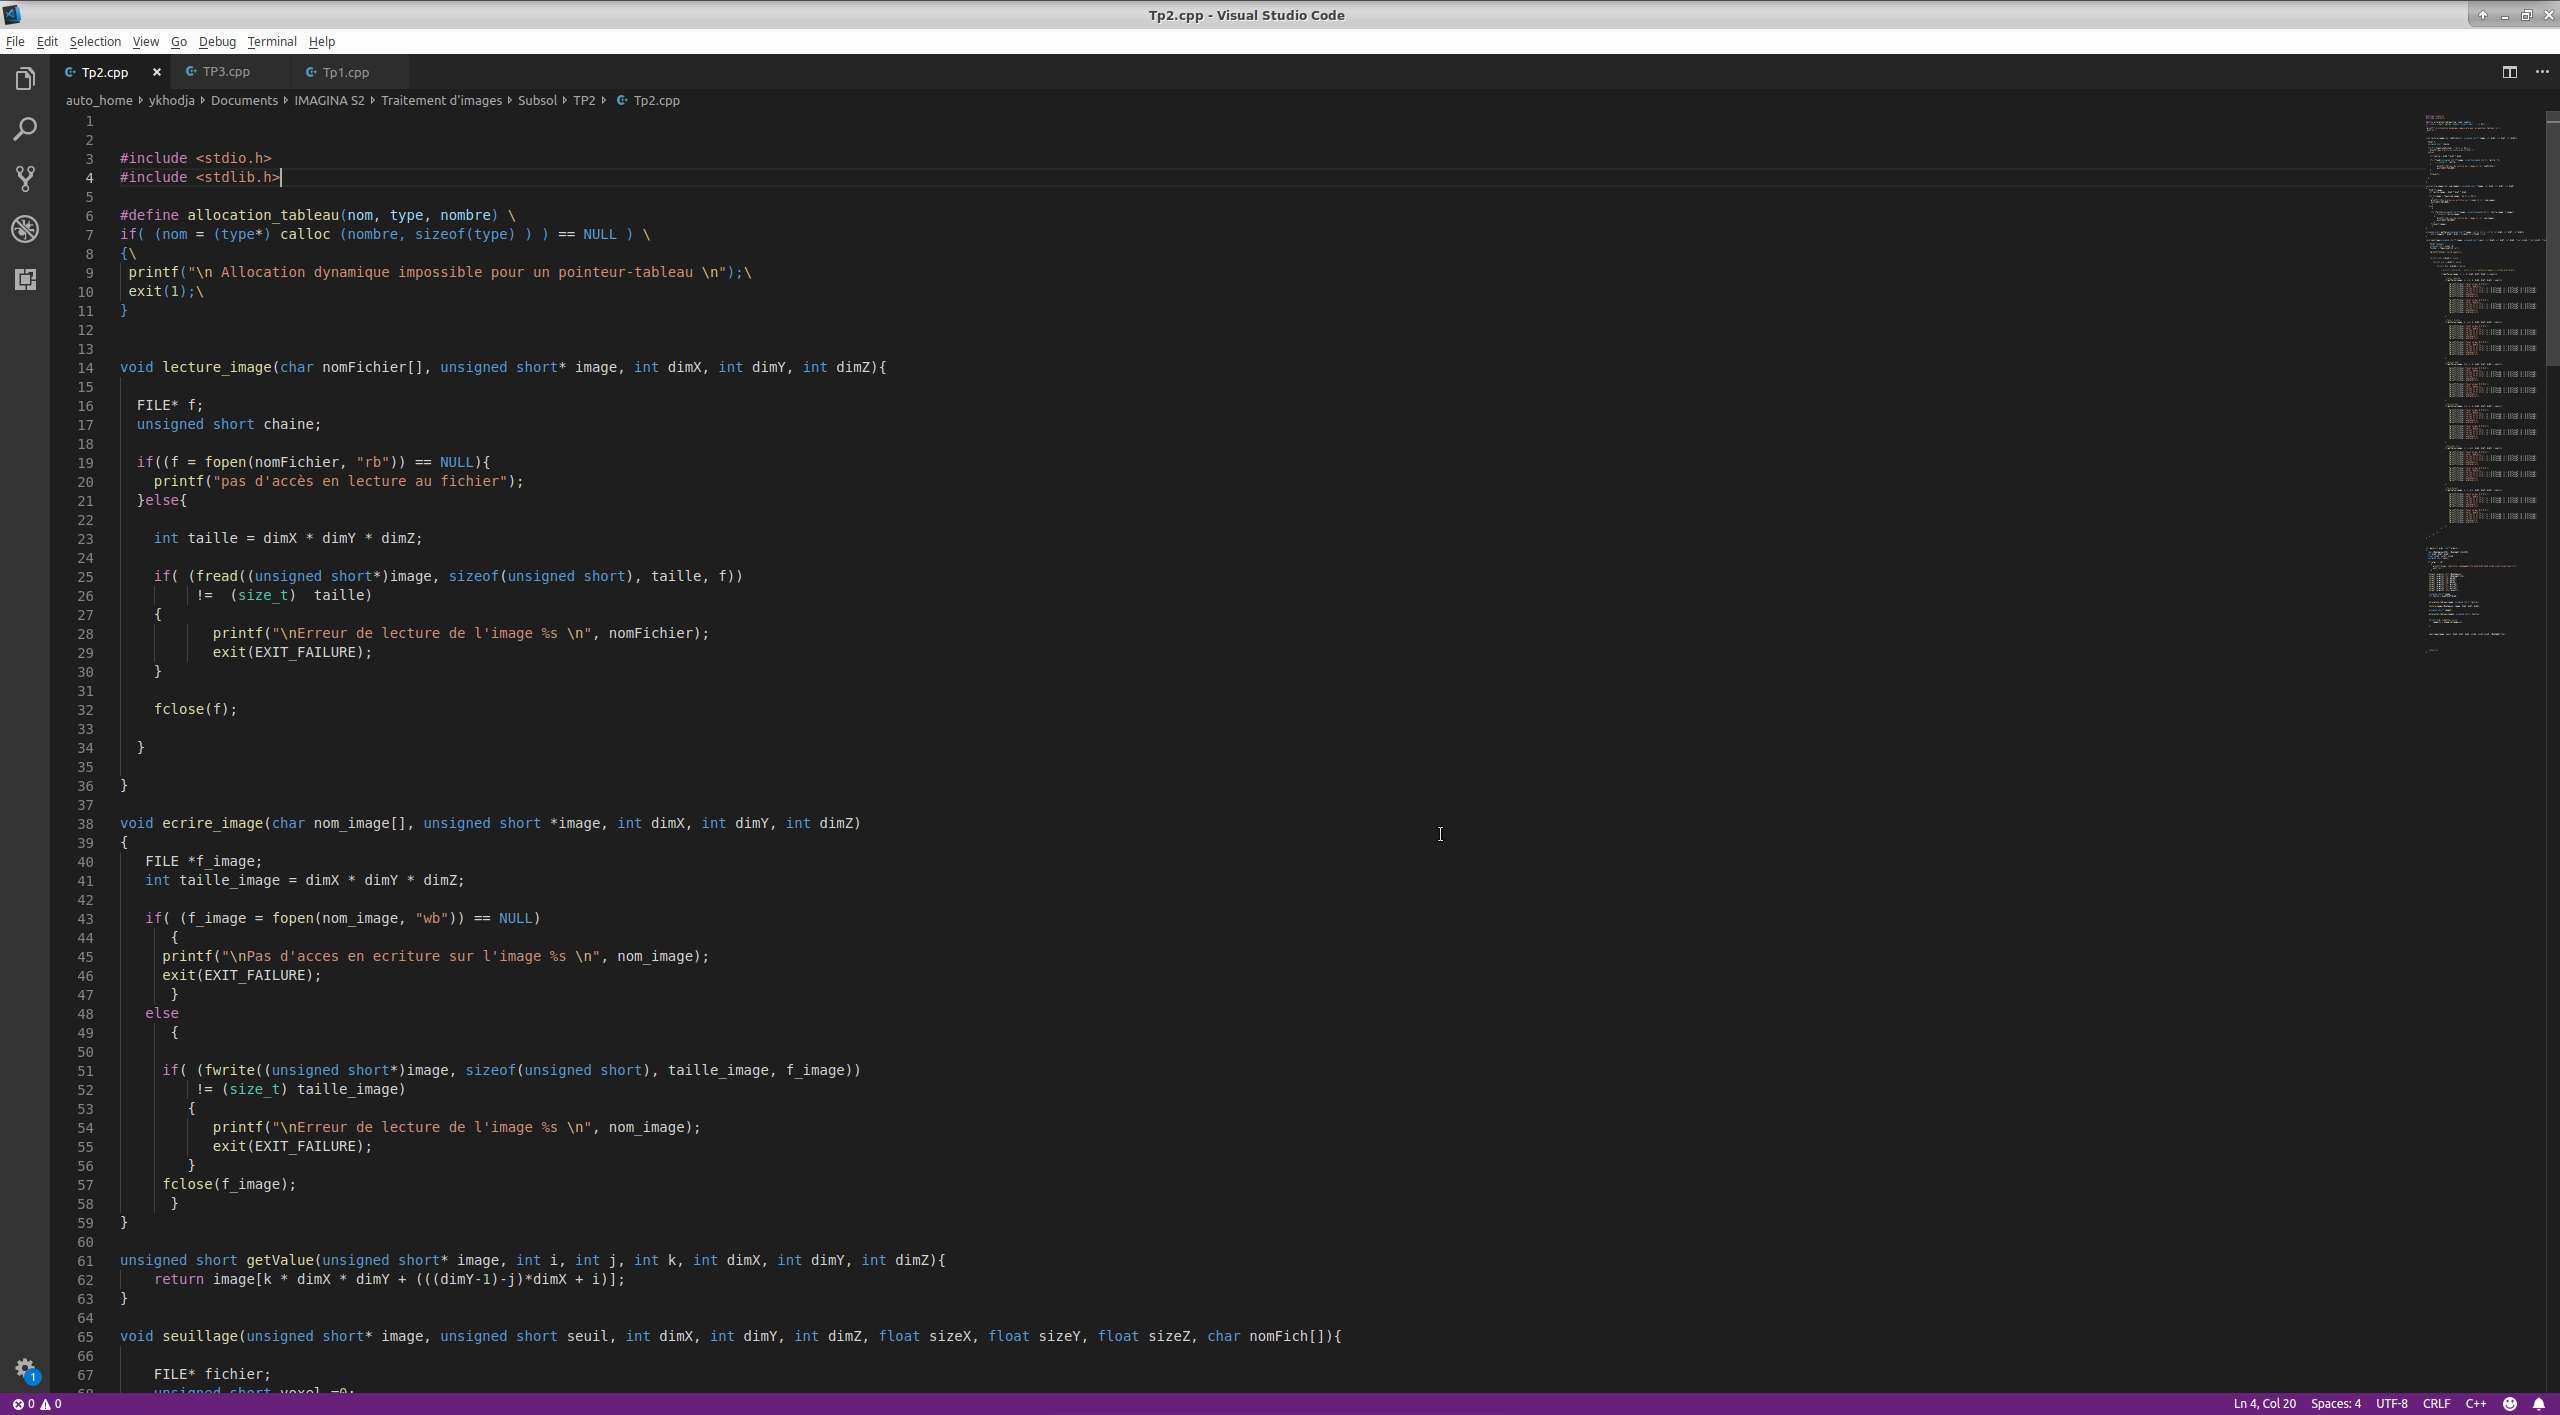 Tp2.cpp - Visual Studio Code
File Edit Selection View Go Debug Terminal Help
Tp2.cpp TP3.cpp Tp1.cpp
auto_home ykhodja Documents IMAGINA S2 Traitement d'images Subsol TP2 Tp2.cpp
1
2
3 #include <stdio.h>
4 #include <stdlib.h>
5
6 #define allocation_tableau(nom, type, nombre) \
7 if( (nom = (type*) calloc (nombre, sizeof(type) ) ) == NULL ) \
8 {\
9 printf("\n Allocation dynamique impossible pour un pointeur-tableau \n");\
10 exit(1);\
11 }
12
13
14 void lecture_image(char nomFichier[], unsigned short* image, int dimX, int dimY, int dimZ){
15
16 FILE* f;
17 unsigned short chaine;
18
19 if((f = fopen(nomFichier, "rb")) == NULL){
20 printf("pas d'accès en lecture au fichier");
21 }else{
22
23 int taille = dimX * dimY * dimZ;
24
25 if( (fread((unsigned short*)image, sizeof(unsigned short), taille, f))
26 != (size_t) taille)
27 {
28 printf("\nErreur de lecture de l'image %s \n", nomFichier);
29 exit(EXIT_FAILURE);
30 }
31
32 fclose(f);
33
34 }
35
36 }
37
38 void ecrire_image(char nom_image[], unsigned short *image, int dimX, int dimY, int dimZ)
39 {
40 FILE *f_image;
41 int taille_image = dimX * dimY * dimZ;
42
43 if( (f_image = fopen(nom_image, "wb")) == NULL)
44 {
45 printf("\nPas d'acces en ecriture sur l'image %s \n", nom_image);
46 exit(EXIT_FAILURE);
47 }
48 else
49 {
50
51 if( (fwrite((unsigned short*)image, sizeof(unsigned short), taille_image, f_image))
52 != (size_t) taille_image)
53 {
54 printf("\nErreur de lecture de l'image %s \n", nom_image);
55 exit(EXIT_FAILURE);
56 }
57 fclose(f_image);
58 }
59 }
60
61 unsigned short getValue(unsigned short* image, int i, int j, int k, int dimX, int dimY, int dimZ){
62 return image[k * dimX * dimY + (((dimY-1)-j)*dimX + i)];
63 }
64
65 void seuillage(unsigned short* image, unsigned short seuil, int dimX, int dimY, int dimZ, float sizeX, float sizeY, float sizeZ, char nomFich[]){
66
67 FILE* fichier;
68 unsigned short voxel =0;
1
0 0 Ln 4, Col 20 Spaces: 4 UTF-8 CRLF C++